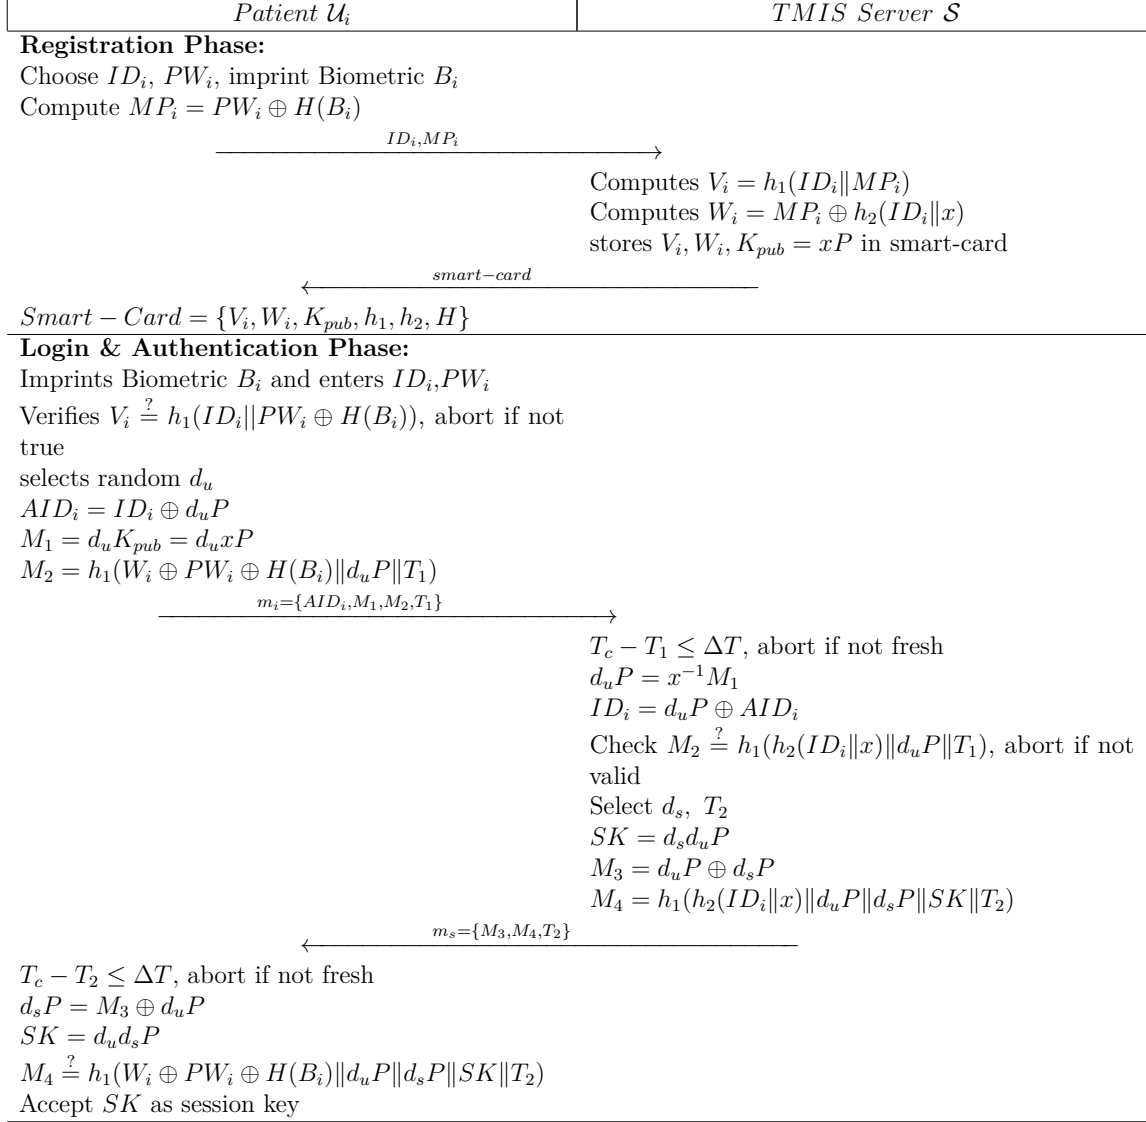 Patient 𝒰ᵢ TMIS Server 𝒮
Registration Phase:
Choose IDᵢ, PWᵢ, imprint Biometric Bᵢ
Compute MPᵢ = PWᵢ ⊕ H(Bᵢ)
IDᵢ,MPᵢ
Computes Vᵢ = h₁(IDᵢ‖MPᵢ)
Computes Wᵢ = MPᵢ ⊕ h₂(IDᵢ‖x)
stores Vᵢ, Wᵢ, K_pub = xP in smart-card
smart−card
Smart − Card = {Vᵢ, Wᵢ, K_pub, h₁, h₂, H}
Login & Authentication Phase:
Imprints Biometric Bᵢ and enters IDᵢ,PWᵢ
Verifies Vᵢ ≟ h₁(IDᵢ||PWᵢ ⊕ H(Bᵢ)), abort if not
true
selects random d_u
AIDᵢ = IDᵢ ⊕ d_uP
M₁ = d_uK_pub = d_uxP
M₂ = h₁(Wᵢ ⊕ PWᵢ ⊕ H(Bᵢ)‖d_uP‖T₁)
mᵢ={AIDᵢ,M₁,M₂,T₁}
T_c − T₁ ≤ ΔT, abort if not fresh
d_uP = x⁻¹M₁
IDᵢ = d_uP ⊕ AIDᵢ
Check M₂ ≟ h₁(h₂(IDᵢ‖x)‖d_uP‖T₁), abort if not
valid
Select d_s, T₂
SK = d_sd_uP
M₃ = d_uP ⊕ d_sP
M₄ = h₁(h₂(IDᵢ‖x)‖d_uP‖d_sP‖SK‖T₂)
m_s={M₃,M₄,T₂}
T_c − T₂ ≤ ΔT, abort if not fresh
d_sP = M₃ ⊕ d_uP
SK = d_ud_sP
M₄ ≟ h₁(Wᵢ ⊕ PWᵢ ⊕ H(Bᵢ)‖d_uP‖d_sP‖SK‖T₂)
Accept SK as session key